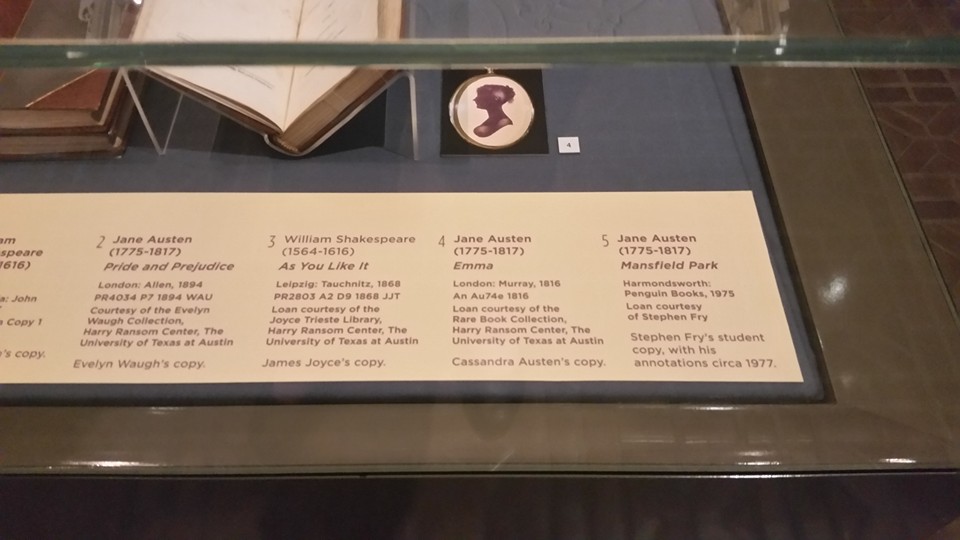 4
speare
1616)
a: John
Copy 1
's copy.
2 Jane Austen
(1775-1817)
Pride and Prejudice
London: Allen, 1894
PR4034 P7 1894 WAU
Courtesy of the Evelyn
Waugh Collection,
Harry Ransom Center, The
University of Texas at Austin
Evelyn Waugh's copy.
3 William Shakespeare
(1564-1616)
As You Like It
Leipzig: Tauchnitz, 1868
PR2803 A2 D9 1868 JJT
Loan courtesy of the
Joyce Trieste Library,
Harry Ransom Center, The
University of Texas at Austin
James Joyce's copy.
4 Jane Austen
(1775-1817)
Emma
London: Murray, 1816
An Au74e 1816
Loan courtesy of the
Rare Book Collection,
Harry Ransom Center, The
University of Texas at Austin
Cassandra Austen's copy.
5 Jane Austen
(1775-1817)
Mansfield Park
Harmondsworth:
Penguin Books, 1975
Loan courtesy
of Stephen Fry
Stephen Fry's student
copy, with his
annotations circa 1977.